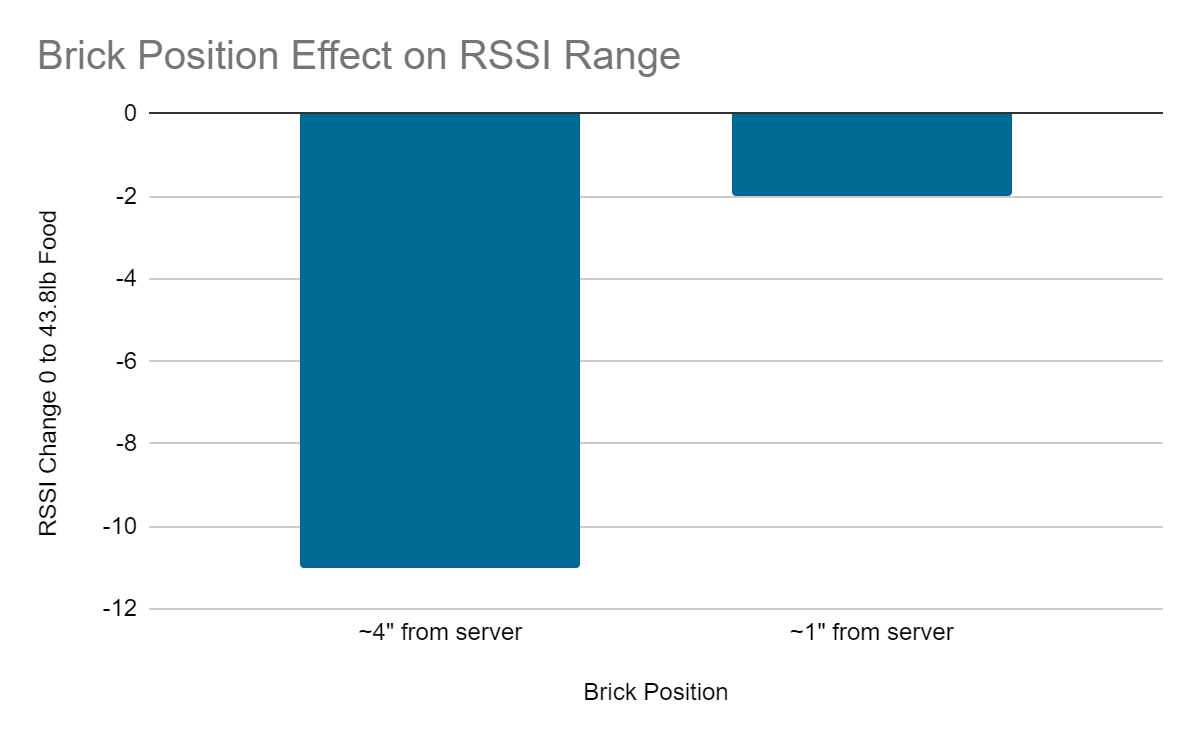 Brick Position Effect on RSSI Range
RSSI Change 0 to 43.8lb Food
0
-2
-4
-6
-8
-10
-12
~4" from server
~1" from server
Brick Position